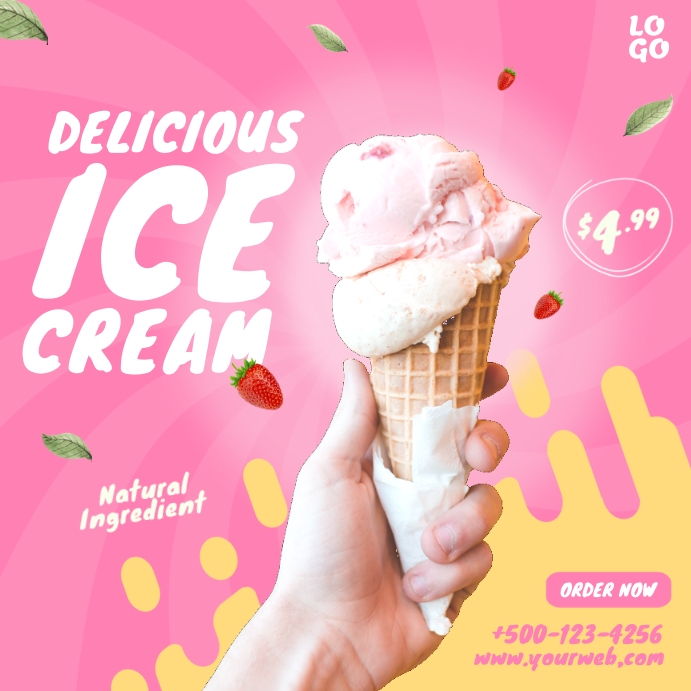 LO
GO
DELICIOUS
ICE
CREAM
$4.99
Natural
Ingredient
ORDER NOW
+500-123-4256
www.yourweb.com